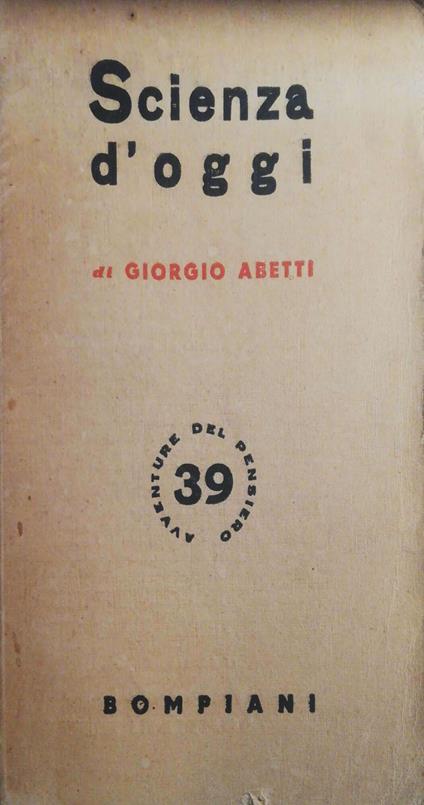 Scienza
d'oggi
di GIORGIO ABETTI
AVVENTURE DEL PENSIERO
39
BOMPIANI